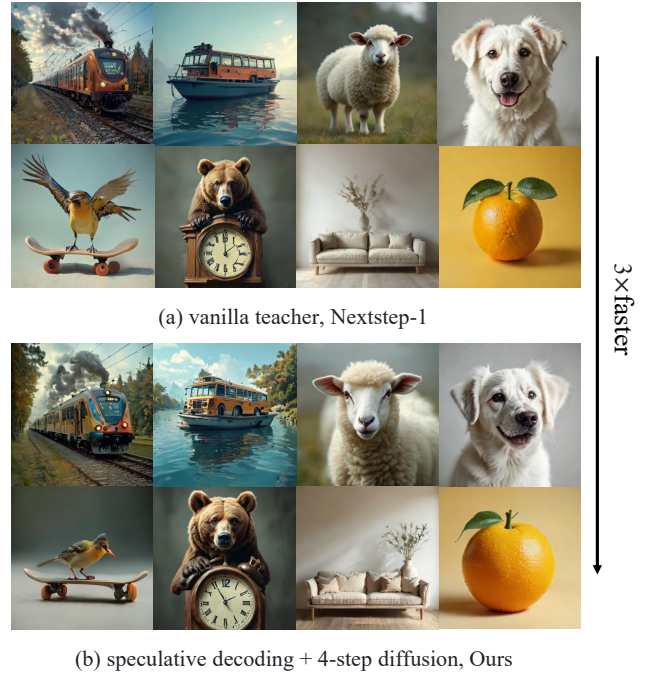 (a) vanilla teacher, Nextstep-1
3×faster
(b) speculative decoding + 4-step diffusion, Ours